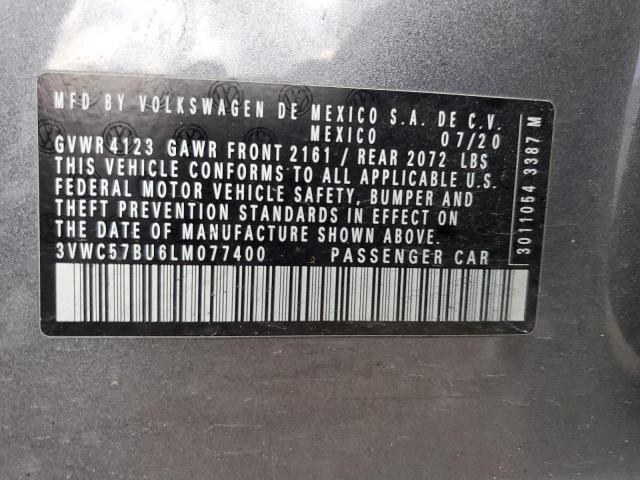 MFD BY VOLKSWAGEN DE MEXICO S.A. DE C.V.
MEXICO 07/20
GVWR 4123 GAWR FRONT 2161 / REAR 2072 LBS
THIS VEHICLE CONFORMS TO ALL APPLICABLE U.S.
FEDERAL MOTOR VEHICLE SAFETY, BUMPER AND
THEFT PREVENTION STANDARDS IN EFFECT ON
THE DATE OF MANUFACTURE SHOWN ABOVE.
3VWC57BU6LM077400 PASSENGER CAR
3011054 3387 M